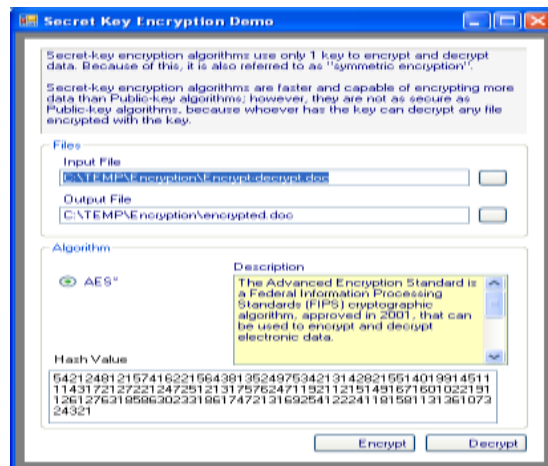 Secret Key Encryption Demo
Secret-key encryption algorithms use only 1 key to encrypt and decrypt
data. Because of this, it is also referred to as "symmetric encryption".
Secret-key encryption algorithms are faster and capable of encrypting more
data than Public-key algorithms; however, they are not as secure as
Public-key algorithms, because whoever has the key can decrypt any file
encrypted with the key.
Files
Input File
C:\TEMP\Encryption\Encrypt-decrypt.doc
Output File
C:\TEMP\Encryption\encrypted.doc
Algorithm
Description
AES"
The Advanced Encryption Standard is
a Federal Information Processing
Standards (FIPS) cryptographic
algorithm, approved in 2001, that can
be used to encrypt and decrypt
electronic data.
Hash Value
24321
Encrypt
Decrypt